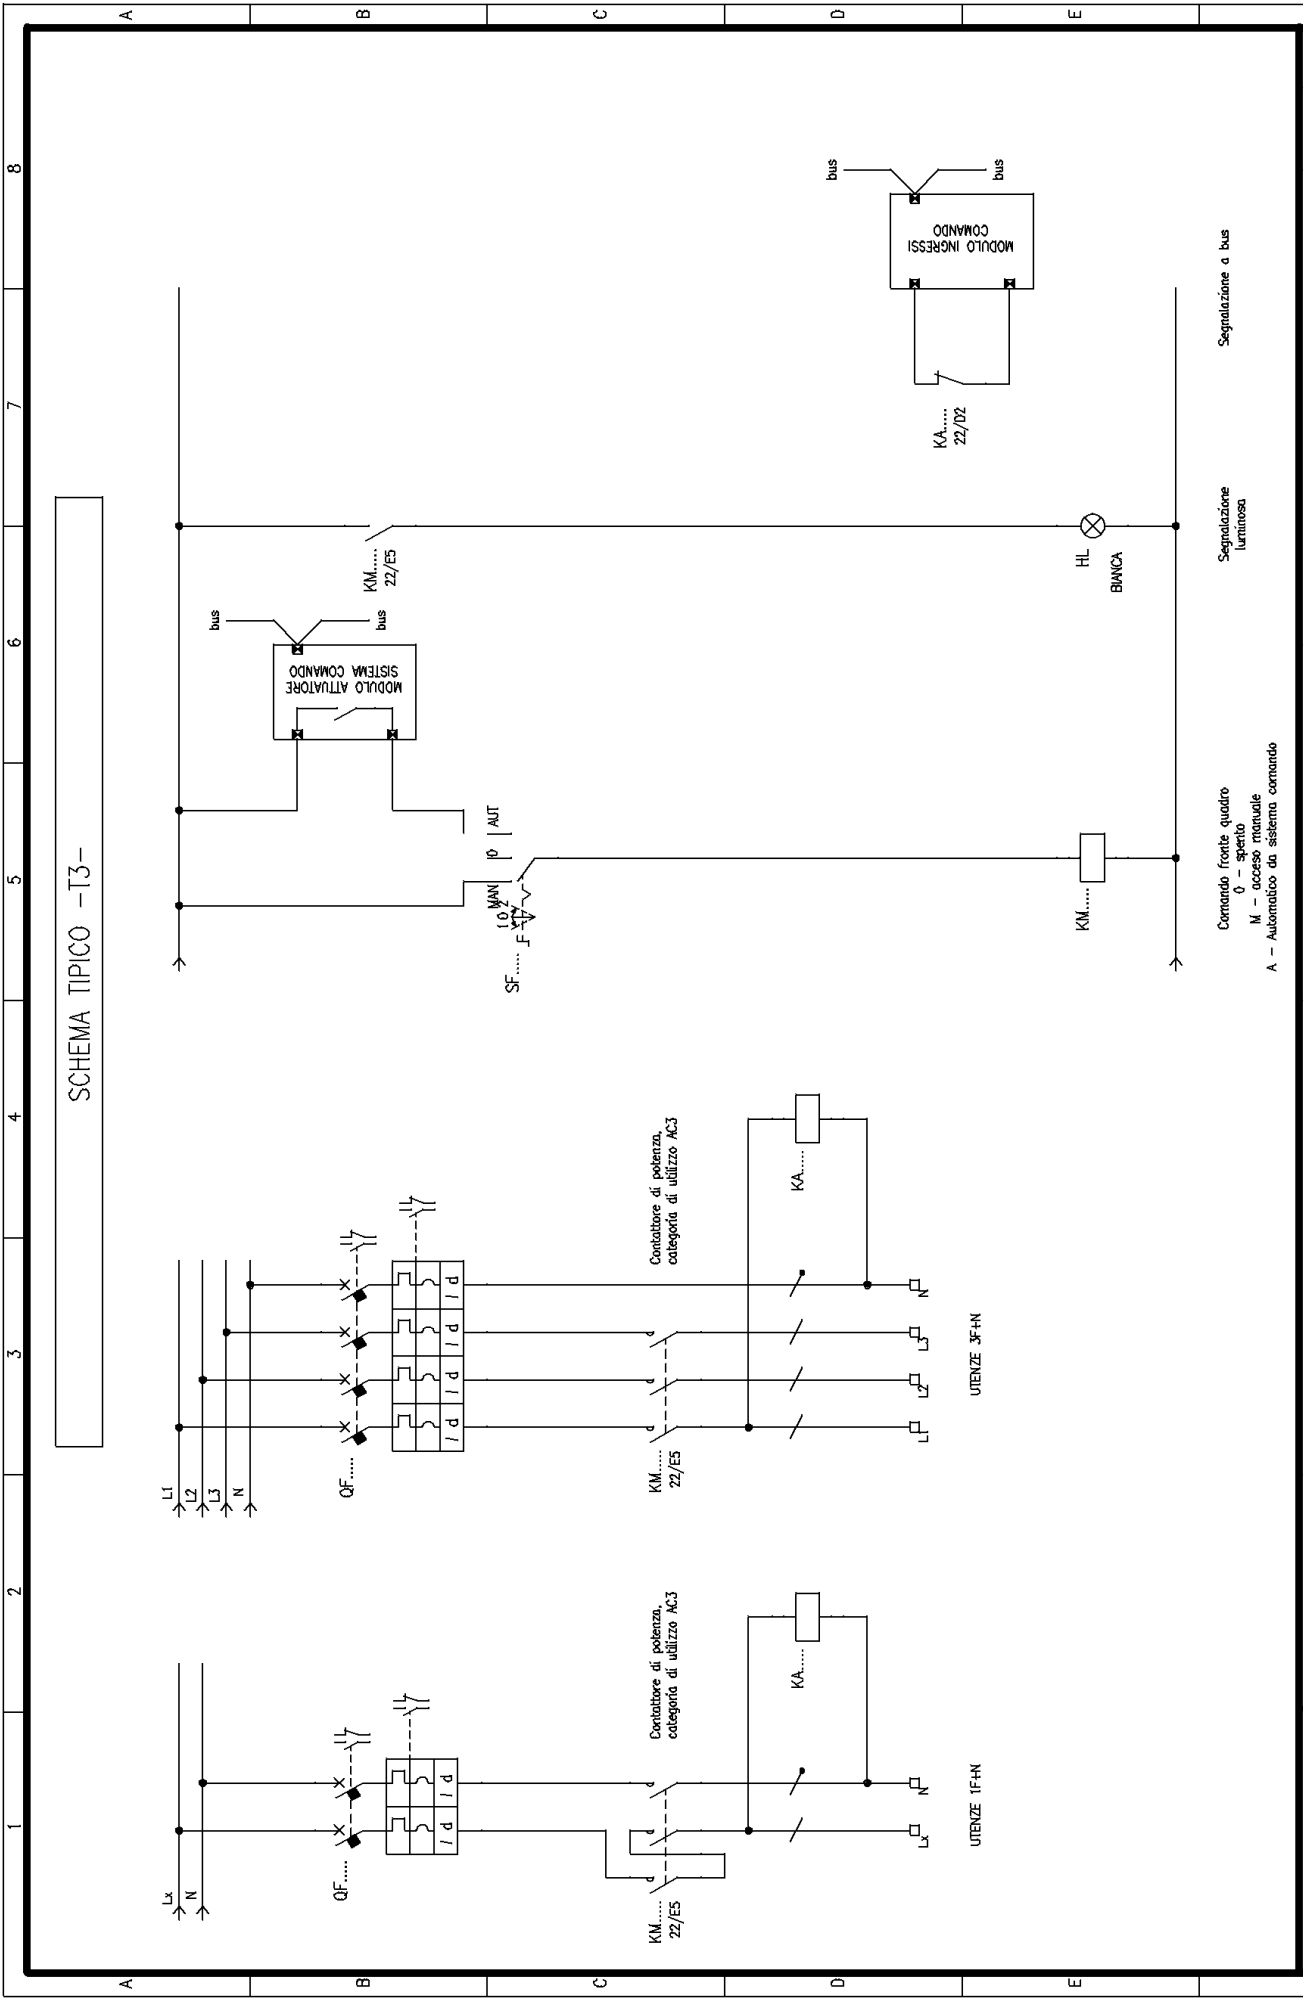 1
2
3
4
5
6
7
8
A
A
B
B
C
C
D
D
E
E
SCHEMA TIPICO -T3-
Lx
N
QF......
I d
I d
KM......
22/E5
Contattore di potenza,
categoria di utilizzo AC3
KA......
Lx
N
UTENZE 1F+N
L1
L2
L3
N
QF......
I d
I d
I d
I d
KM......
22/E5
Contattore di potenza,
categoria di utilizzo AC3
KA......
L1
L2
L3
N
UTENZE 3F+N
bus
bus
MODULO ATTUATORE
SISTEMA COMANDO
MAN
0
AUT
1 0 2
SF......
KM......
Comando fronte quadro
0 - spento
M - acceso manuale
A - Automatico da sistema comando
KM......
22/E5
HL
BIANCA
Segnalazione
luminosa
bus
bus
MODULO INGRESSI
COMANDO
KA......
22/D2
Segnalazione a bus